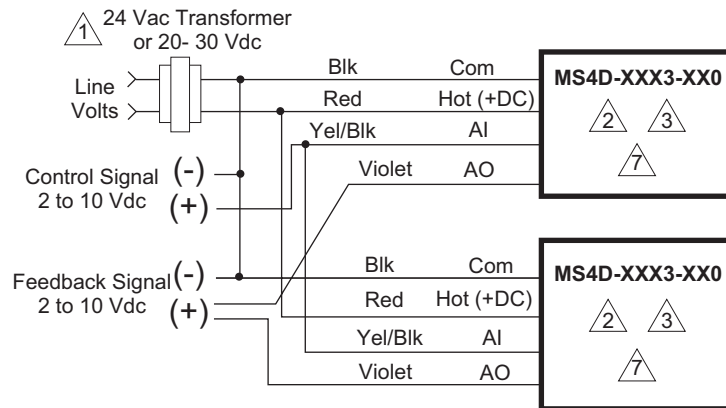 1
24 Vac Transformer
or 20- 30 Vdc
Line
Volts
Blk Com
Red Hot (+DC)
Yel/Blk AI
Violet AO
MS4D-XXX3-XX0
2 3
7
Control Signal (-)
2 to 10 Vdc (+)
Feedback Signal (-)
2 to 10 Vdc (+)
Blk Com
Red Hot (+DC)
Yel/Blk AI
Violet AO
MS4D-XXX3-XX0
2 3
7